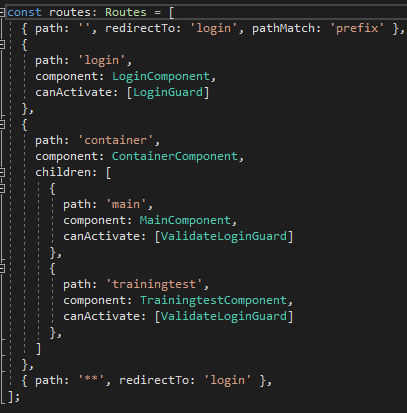 const routes: Routes = [
{ path: '', redirectTo: 'login', pathMatch: 'prefix' },
{
path: 'login',
component: LoginComponent,
canActivate: [LoginGuard]
},
{
path: 'container',
component: ContainerComponent,
children: [
{
path: 'main',
component: MainComponent,
canActivate: [ValidateLoginGuard]
},
{
path: 'trainingtest',
component: TrainingtestComponent,
canActivate: [ValidateLoginGuard]
},
]
},
{ path: '**', redirectTo: 'login' },
];